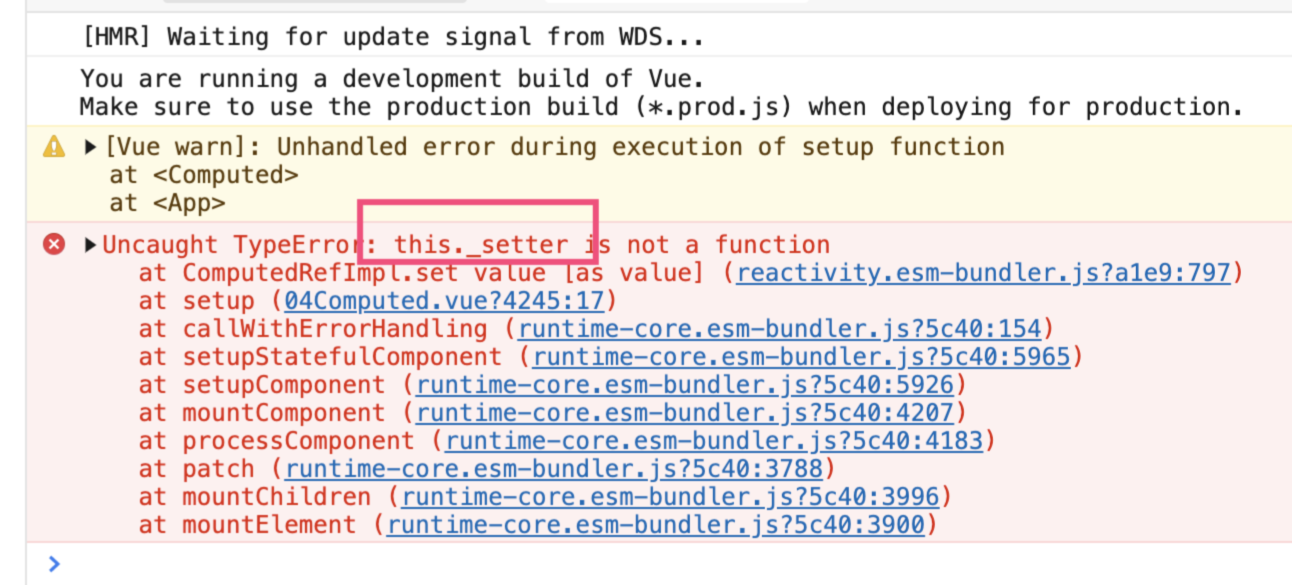 [HMR] Waiting for update signal from WDS...
You are running a development build of Vue.
Make sure to use the production build (*.prod.js) when deploying for production.
[Vue warn]: Unhandled error during execution of setup function
at <Computed>
at <App>
Uncaught TypeError: this._setter is not a function
at ComputedRefImpl.set value [as value] (reactivity.esm-bundler.js?a1e9:797)
at setup (04Computed.vue?4245:17)
at callWithErrorHandling (runtime-core.esm-bundler.js?5c40:154)
at setupStatefulComponent (runtime-core.esm-bundler.js?5c40:5965)
at setupComponent (runtime-core.esm-bundler.js?5c40:5926)
at mountComponent (runtime-core.esm-bundler.js?5c40:4207)
at processComponent (runtime-core.esm-bundler.js?5c40:4183)
at patch (runtime-core.esm-bundler.js?5c40:3788)
at mountChildren (runtime-core.esm-bundler.js?5c40:3996)
at mountElement (runtime-core.esm-bundler.js?5c40:3900)